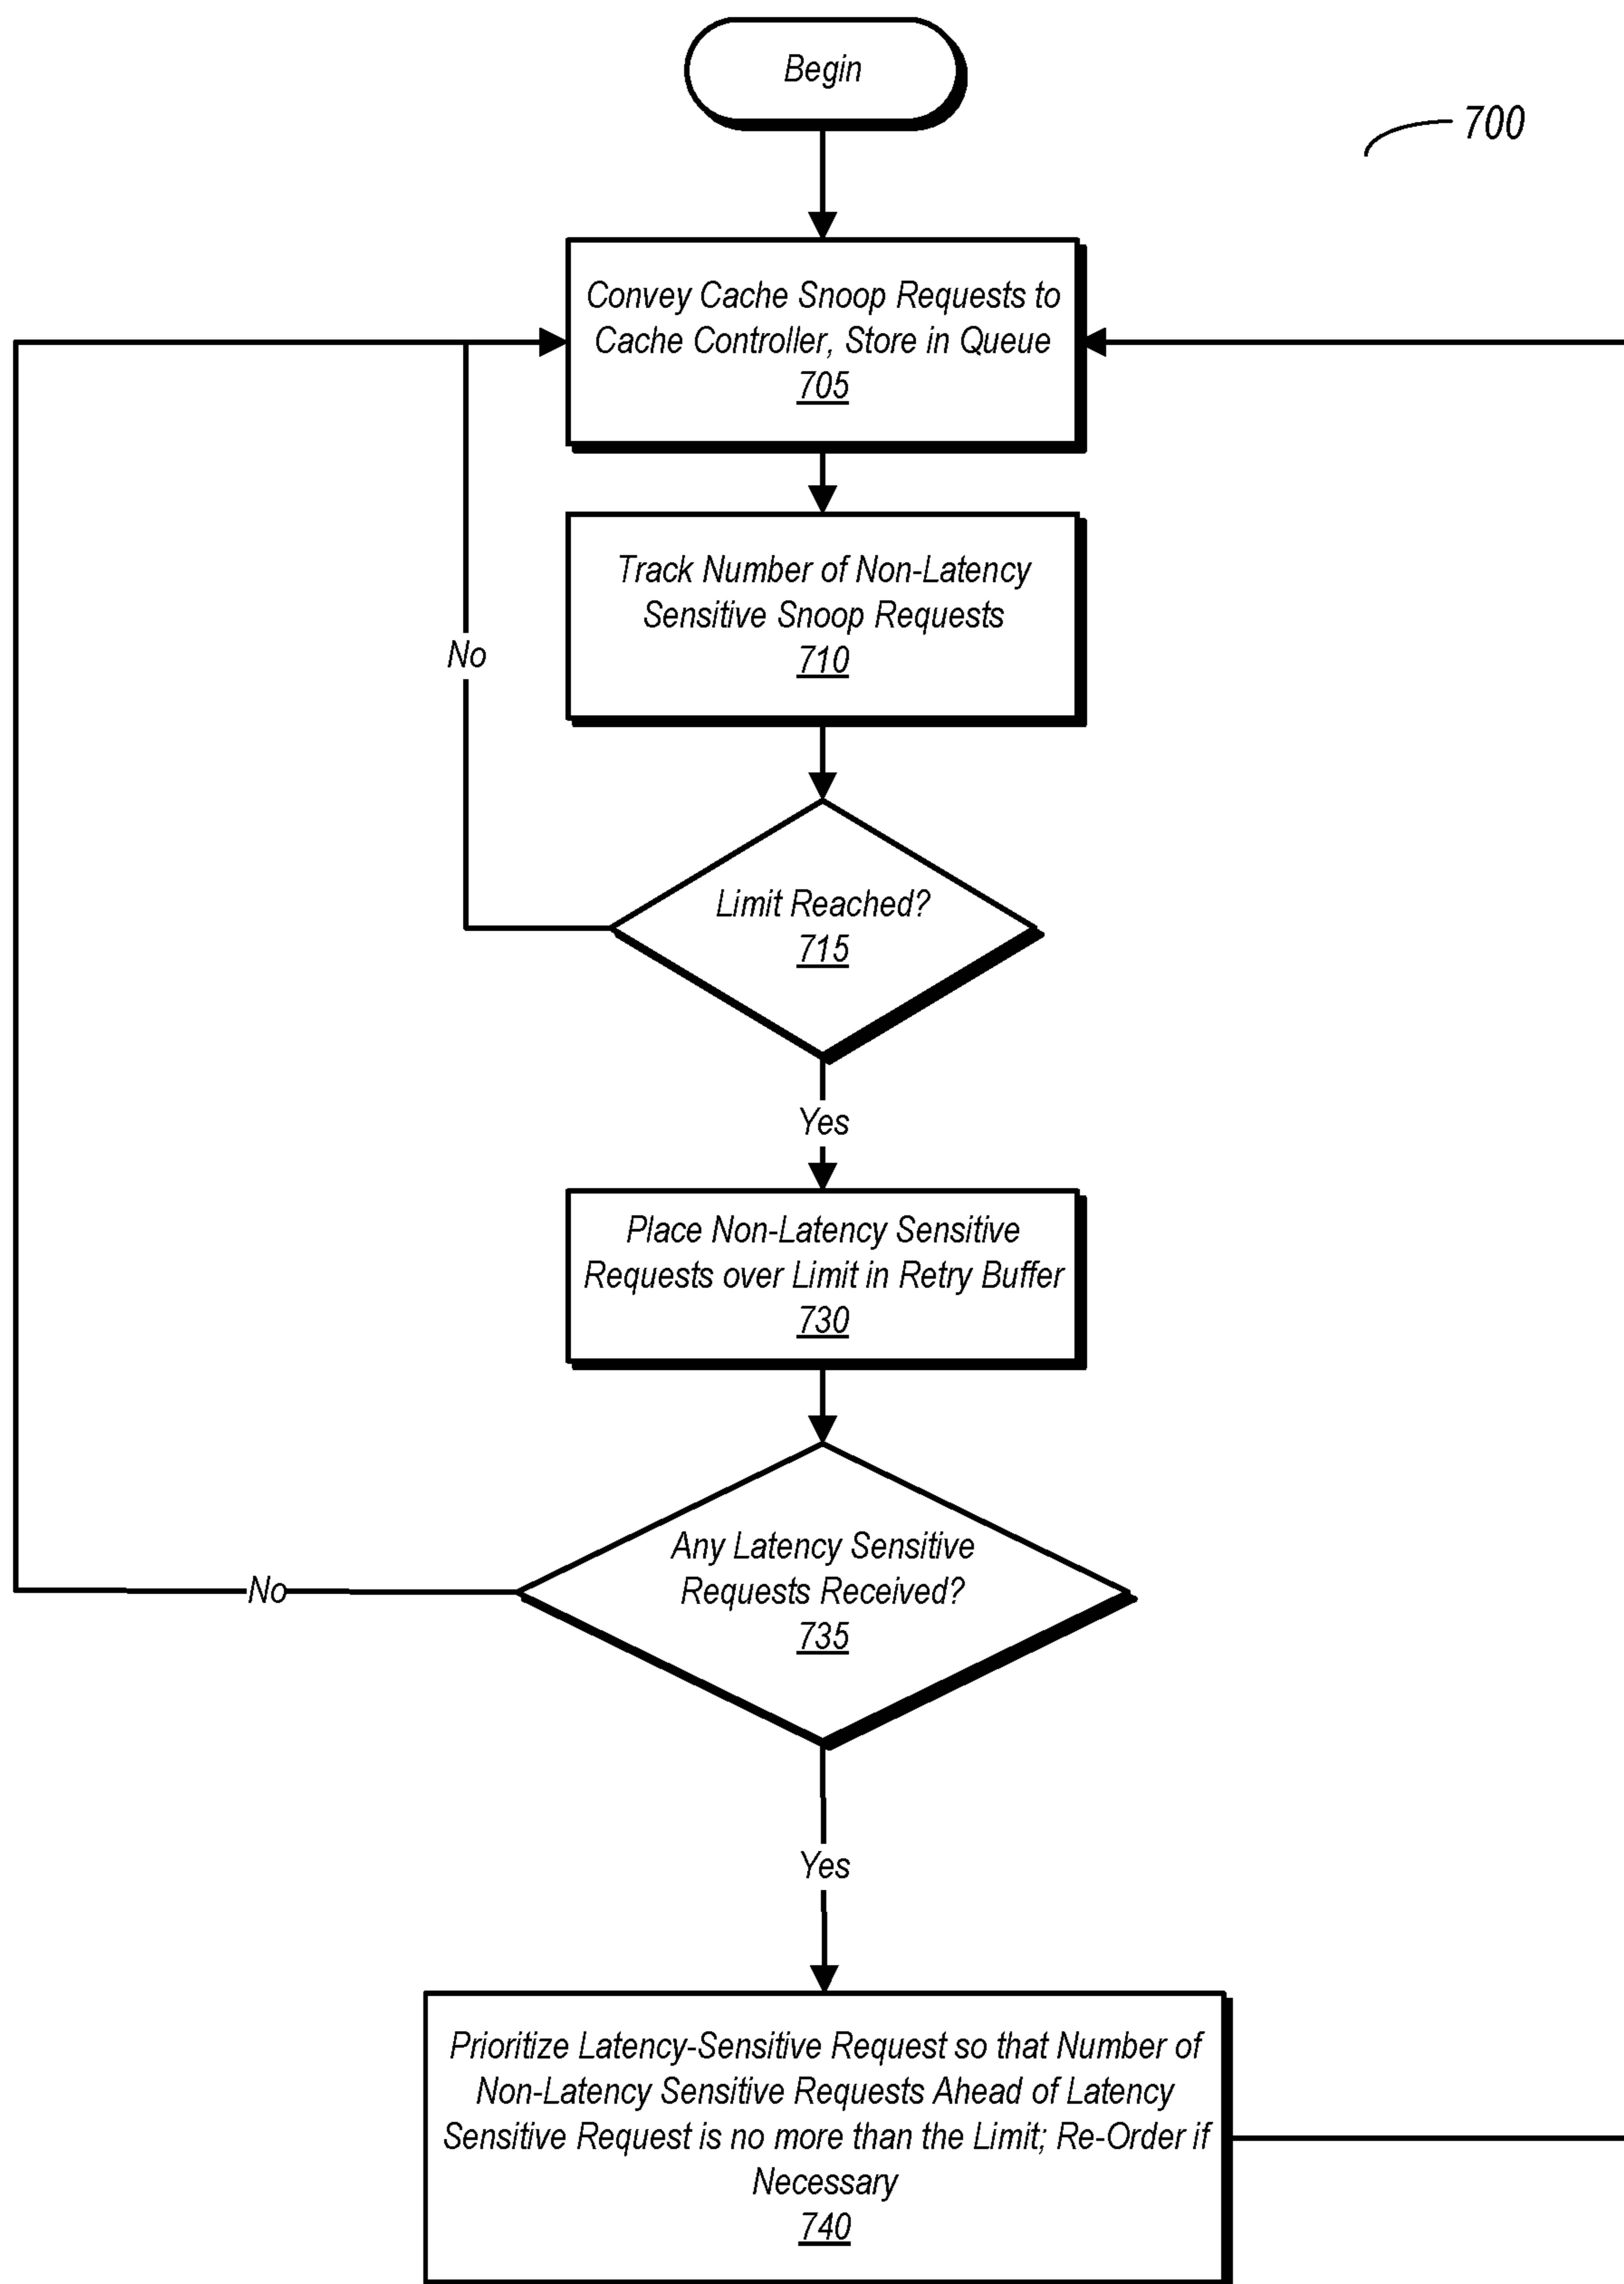 Begin
700
Convey Cache Snoop Requests to
Cache Controller, Store in Queue
705
Track Number of Non-Latency
Sensitive Snoop Requests
710
No
Limit Reached?
715
Yes
Place Non-Latency Sensitive
Requests over Limit in Retry Buffer
730
Any Latency Sensitive
Requests Received?
735
No
Yes
Prioritize Latency-Sensitive Request so that Number of
Non-Latency Sensitive Requests Ahead of Latency
Sensitive Request is no more than the Limit; Re-Order if
Necessary
740